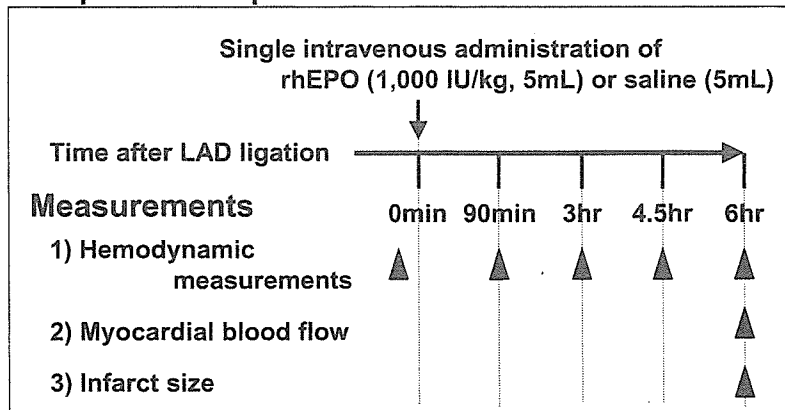 Single intravenous administration of
rhEPO (1,000 IU/kg, 5mL) or saline (5mL)
Time after LAD ligation
Measurements
0min 90min 3hr 4.5hr 6hr
1) Hemodynamic
measurements
2) Myocardial blood flow
3) Infarct size